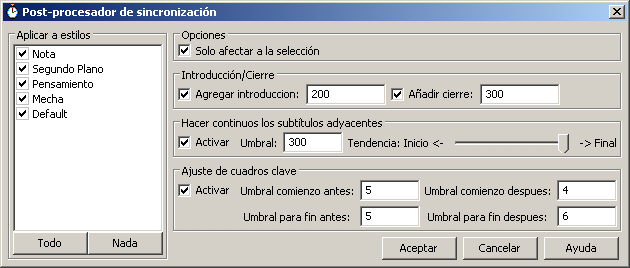 Post-procesador de sincronización
Aplicar a estilos
Nota
Segundo Plano
Pensamiento
Mecha
Default
Todo Nada
Opciones
Solo afectar a la selección
Introducción/Cierre
Agregar introduccion: 200 Añadir cierre: 300
Hacer continuos los subtítulos adyacentes
Activar Umbral: 300 Tendencia: Inicio <- -> Final
Ajuste de cuadros clave
Activar Umbral comienzo antes: 5 Umbral comienzo despues: 4
Umbral para fin antes: 5 Umbral para fin despues: 6
Aceptar Cancelar Ayuda